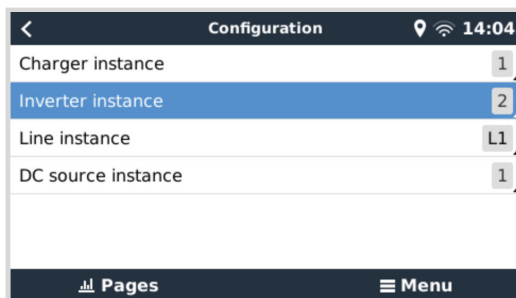 Configuration 14:04
Charger instance 1
Inverter instance 2
Line instance L1
DC source instance 1
Pages Menu